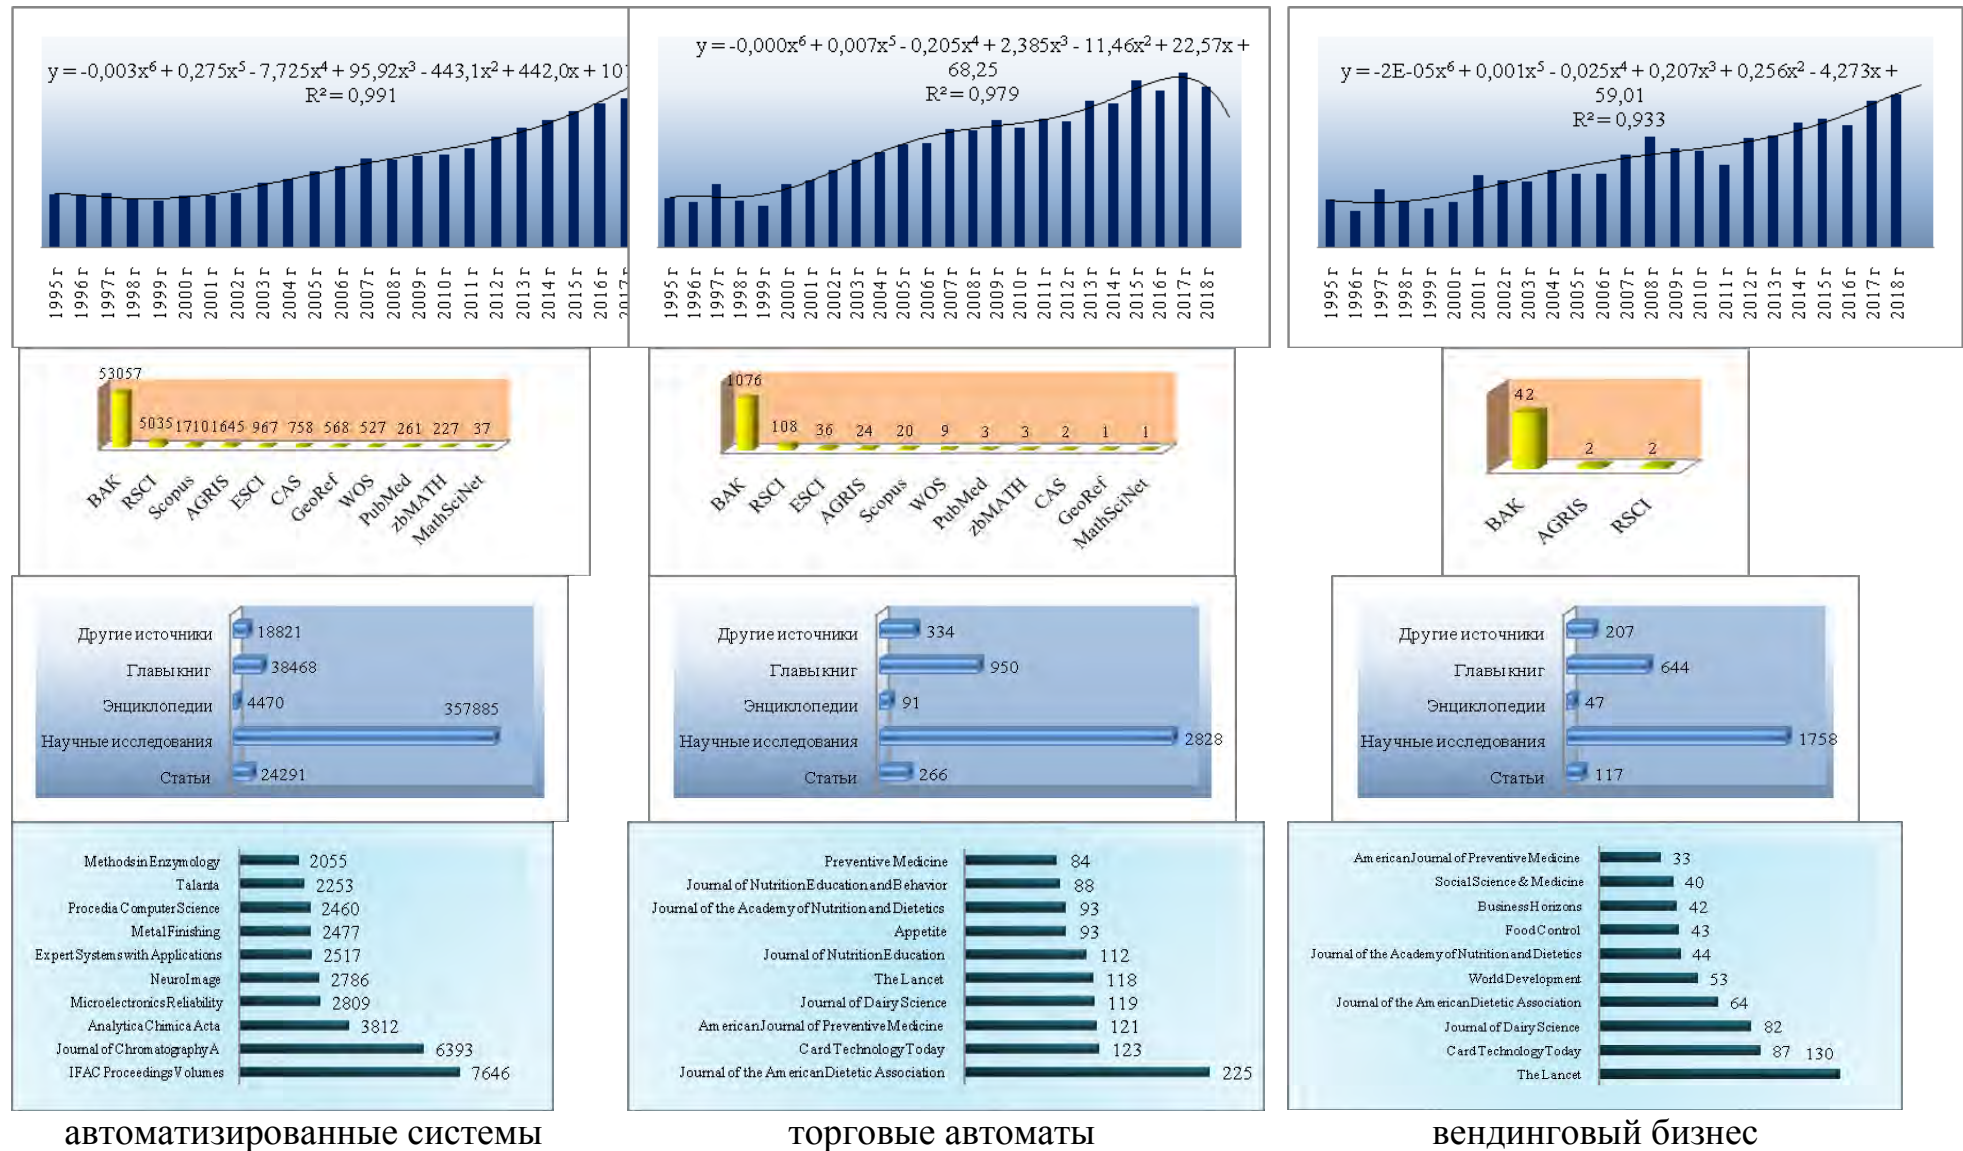 y = -0,003x⁶ + 0,275x⁵ - 7,725x⁴ + 95,92x³ - 443,1x² + 442,0x + 101
R² = 0,991
1995 г
1996 г
1997 г
1998 г
1999 г
2000 г
2001 г
2002 г
2003 г
2004 г
2005 г
2006 г
2007 г
2008 г
2009 г
2010 г
2011 г
2012 г
2013 г
2014 г
2015 г
2016 г
2017 г
y = -0,000x⁶ + 0,007x⁵ - 0,205x⁴ + 2,385x³ - 11,46x² + 22,57x +
68,25
R² = 0,979
1995 г
1996 г
1997 г
1998 г
1999 г
2000 г
2001 г
2002 г
2003 г
2004 г
2005 г
2006 г
2007 г
2008 г
2009 г
2010 г
2011 г
2012 г
2013 г
2014 г
2015 г
2016 г
2017 г
2018 г
y = -2E-05x⁶ + 0,001x⁵ - 0,025x⁴ + 0,207x³ + 0,256x² - 4,273x +
59,01
R² = 0,933
1995 г
1996 г
1997 г
1998 г
1999 г
2000 г
2001 г
2002 г
2003 г
2004 г
2005 г
2006 г
2007 г
2008 г
2009 г
2010 г
2011 г
2012 г
2013 г
2014 г
2015 г
2016 г
2017 г
2018 г
53057
5035 1710 1645 967 758 568 527 261 227 37
ВАК
RSCI
Scopus
AGRIS
ESCI
CAS
GeoRef
WOS
PubMed
zbMATH
MathSciNet
1076
108 36 24 20 9 3 3 2 1 1
ВАК
RSCI
ESCI
AGRIS
Scopus
WOS
PubMed
zbMATH
CAS
GeoRef
MathSciNet
42
2 2
ВАК
AGRIS
RSCI
Другие источники 18821
Главы книг 38468
Энциклопедии 4470
Научные исследования 357885
Статьи 24291
Другие источники 334
Главы книг 950
Энциклопедии 91
Научные исследования 2828
Статьи 266
Другие источники 207
Главы книг 644
Энциклопедии 47
Научные исследования 1758
Статьи 117
Methods in Enzymology 2055
Talanta 2253
Procedia Computer Science 2460
Metal Finishing 2477
Expert Systems with Applications 2517
NeuroImage 2786
Microelectronics Reliability 2809
Analytica Chimica Acta 3812
Journal of Chromatography A 6393
IFAC Proceedings Volumes 7646
Preventive Medicine 84
Journal of Nutrition Education and Behavior 88
Journal of the Academy of Nutrition and Dietetics 93
Appetite 93
Journal of Nutrition Education 112
The Lancet 118
Journal of Dairy Science 119
American Journal of Preventive Medicine 121
Card Technology Today 123
Journal of the American Dietetic Association 225
American Journal of Preventive Medicine 33
Social Science & Medicine 40
Business Horizons 42
Food Control 43
Journal of the Academy of Nutrition and Dietetics 44
World Development 53
Journal of the American Dietetic Association 64
Journal of Dairy Science 82
Card Technology Today 87
The Lancet 130
автоматизированные системы
торговые автоматы
вендинговый бизнес